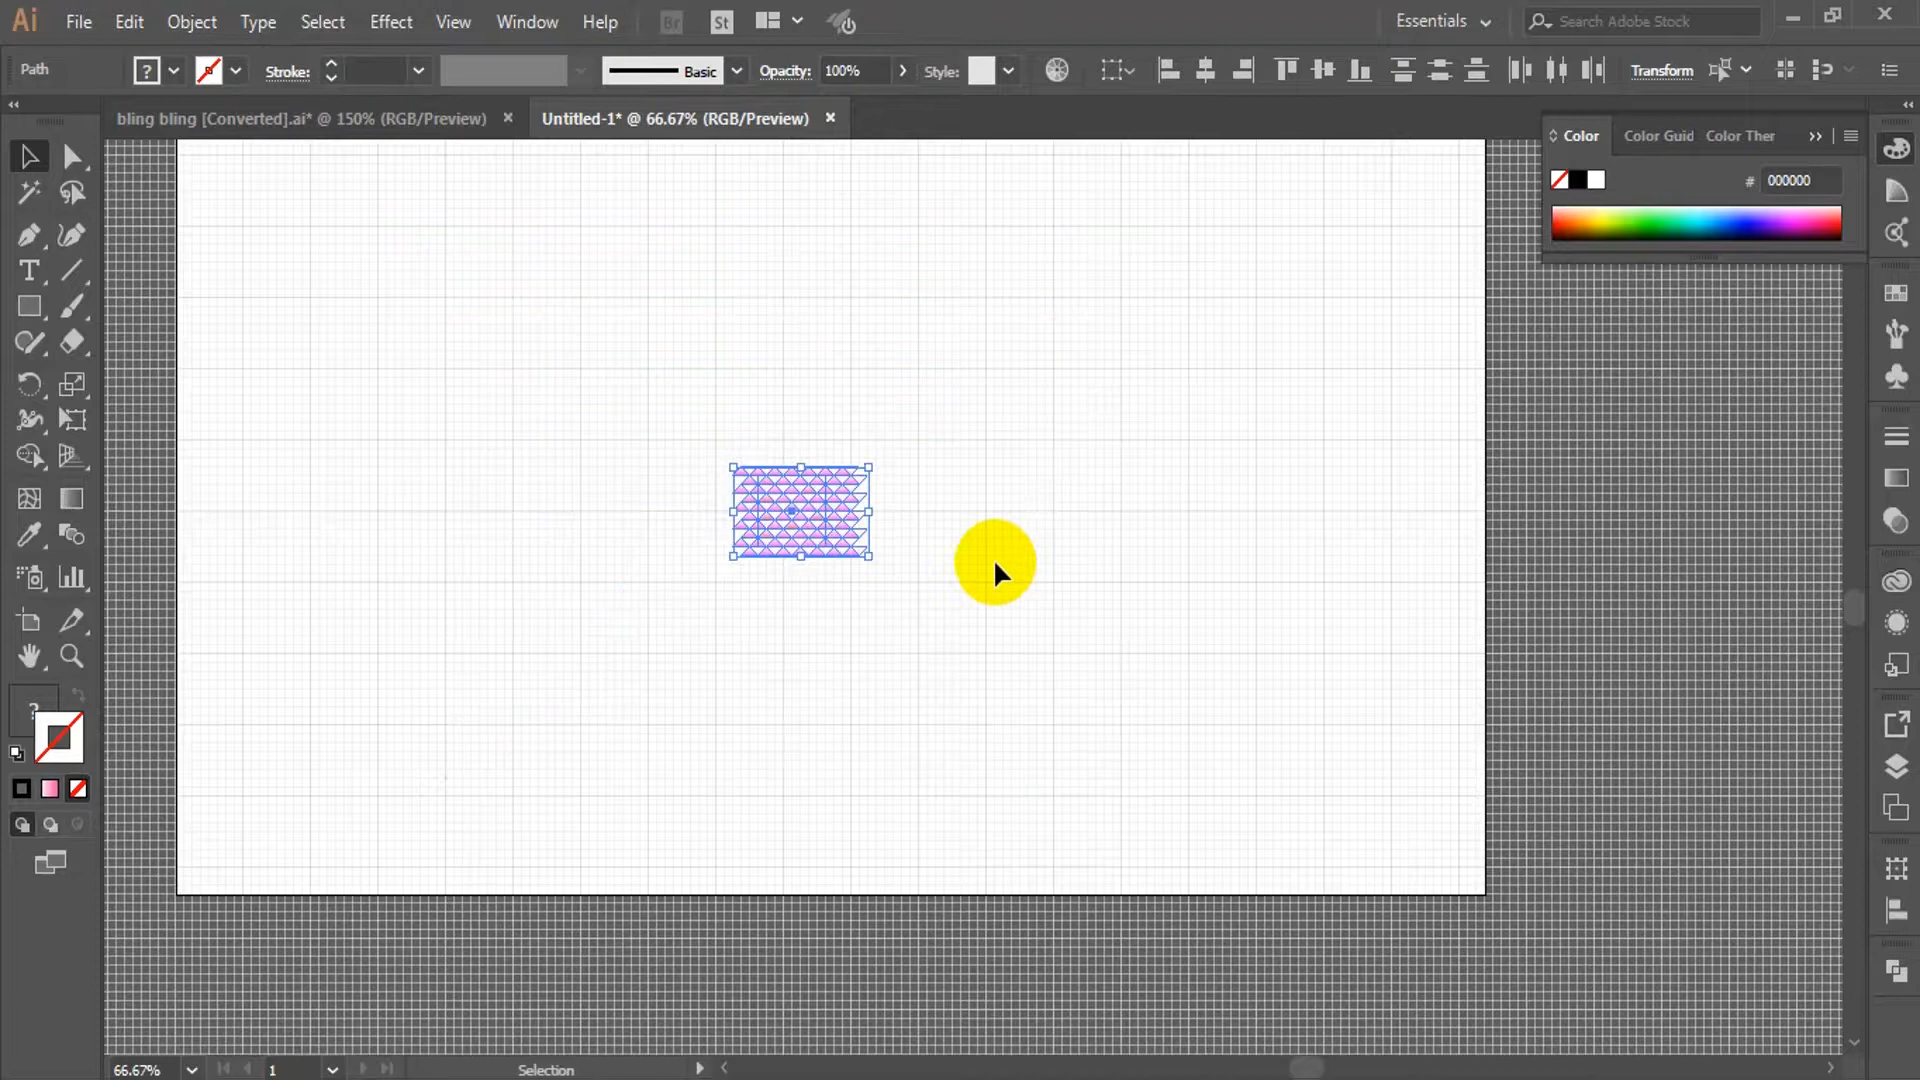 Ai File Edit Object Type Select Effect View Window Help Br St Essentials Search Adobe Stock
Path ? Stroke: Basic Opacity: 100% Style: Transform
bling bling [Converted].ai* @ 150% (RGB/Preview) × Untitled-1* @ 66.67% (RGB/Preview) ×
Color Color Guid Color Ther
# 000000
T
?
66.67% 1 Selection